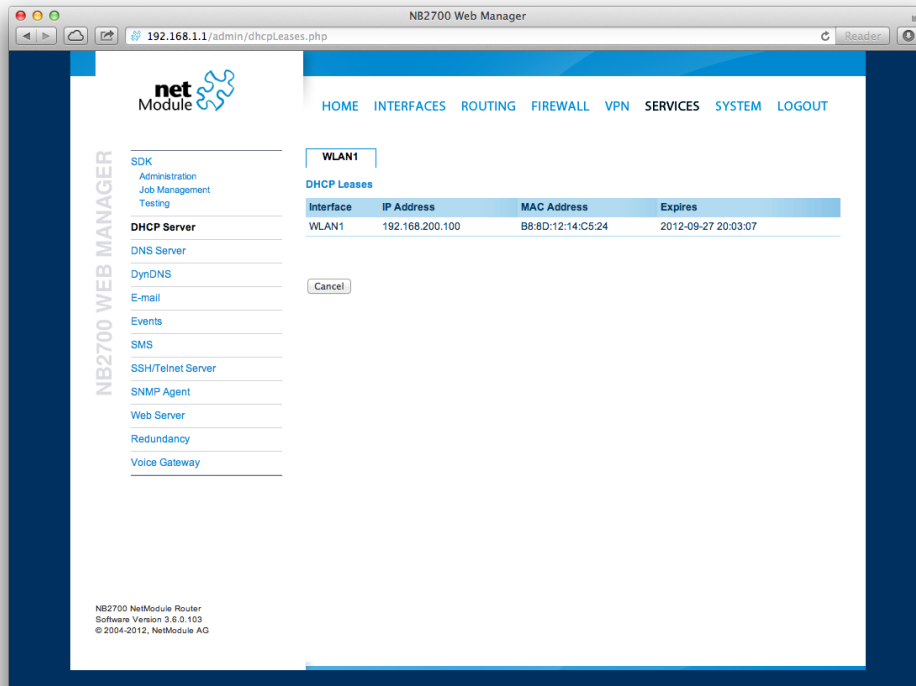 NB2700 Web Manager
192.168.1.1/admin/dhcpLeases.php
Reader
net
Module
HOME INTERFACES ROUTING FIREWALL VPN SERVICES SYSTEM LOGOUT
NB2700 WEB MANAGER
SDK
Administration
Job Management
Testing
DHCP Server
DNS Server
DynDNS
E-mail
Events
SMS
SSH/Telnet Server
SNMP Agent
Web Server
Redundancy
Voice Gateway
WLAN1
DHCP Leases
Interface IP Address MAC Address Expires
WLAN1 192.168.200.100 B8:8D:12:14:C5:24 2012-09-27 20:03:07
Cancel
NB2700 NetModule Router
Software Version 3.6.0.103
© 2004-2012, NetModule AG